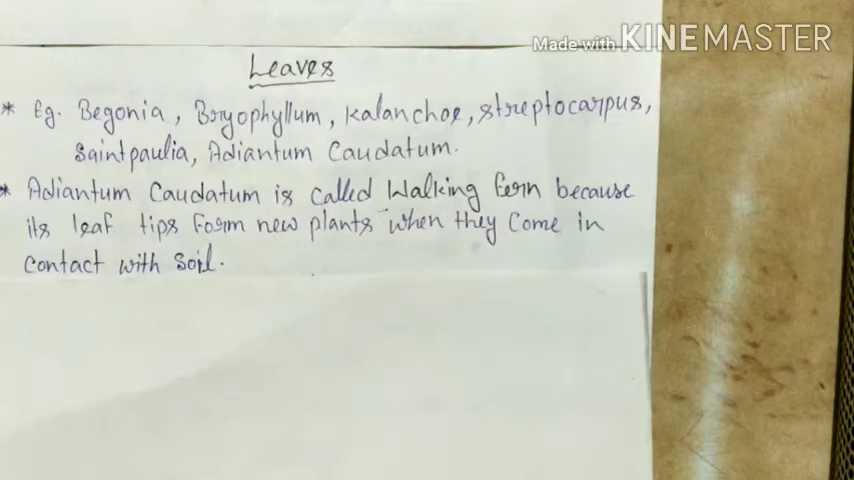 Made with KINEMASTER
Leaves
* Eg. Begonia, Bryophyllum, Kalanchoe, Streptocarpus,
Saintpaulia, Adiantum Caudatum.
* Adiantum Caudatum is called Walking Fern because
its leaf tips Form new plants when they Come in
Contact with Soil.